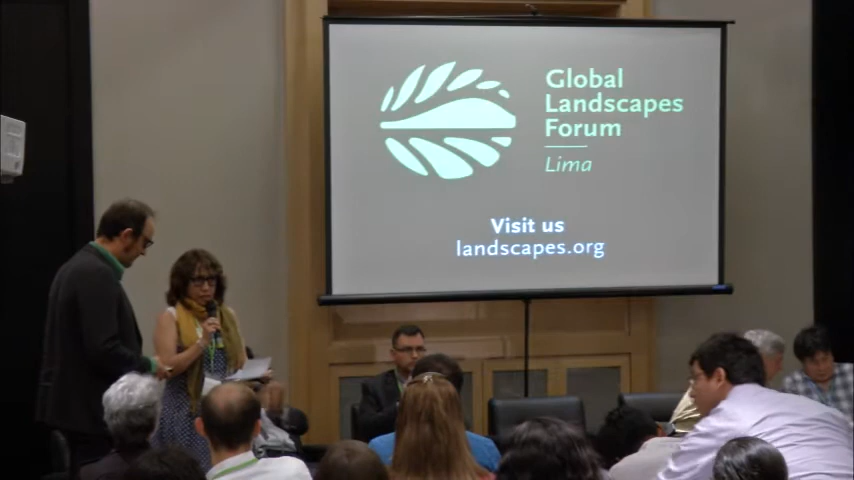 Global
Landscapes
Forum
Lima
Visit us
landscapes.org